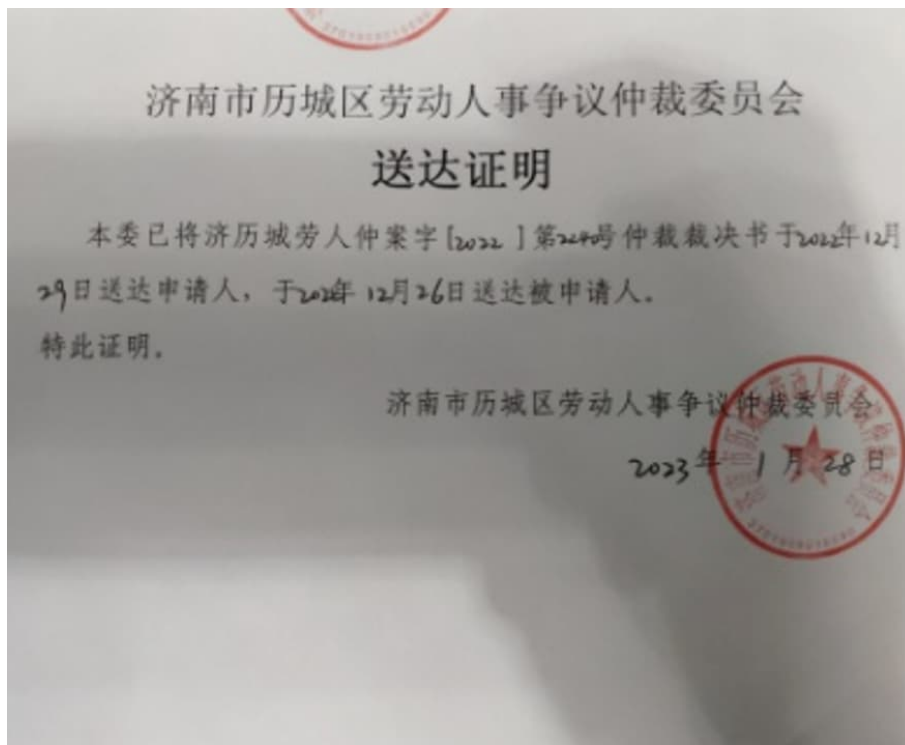 济南市历城区劳动人事争议仲裁委员会
送达证明
本委已将济历城劳人仲案字[2022]第2240号仲裁裁决书于2022年12月
29日送达申请人,于2022年12月26日送达被申请人。
特此证明。
济南市历城区劳动人事争议仲裁委员会
2023年1月28日